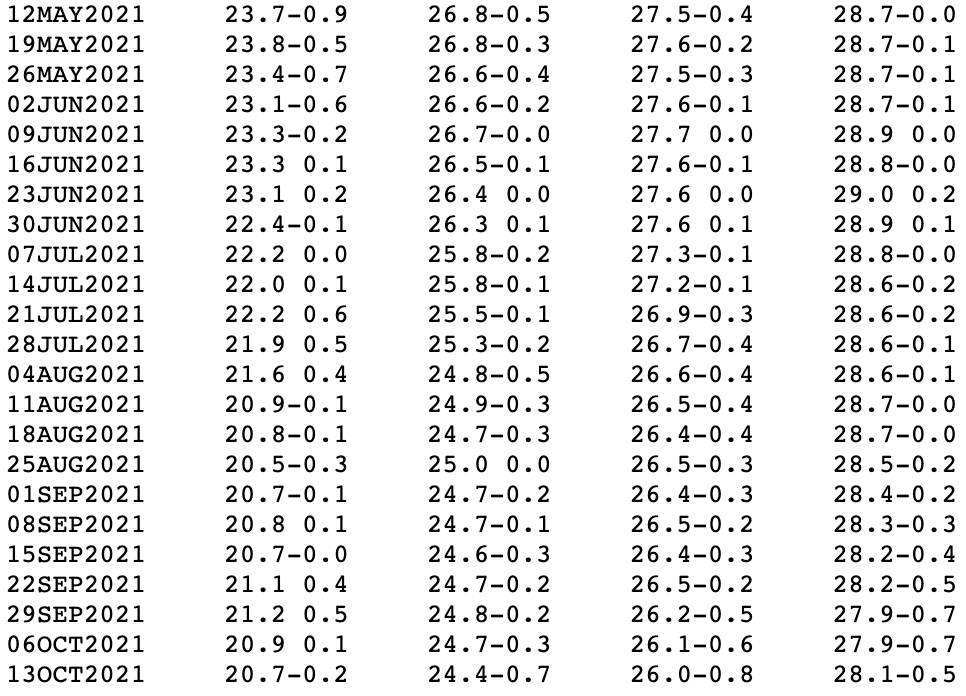 12MAY2021     23.7-0.9     26.8-0.5     27.5-0.4     28.7-0.0
19MAY2021     23.8-0.5     26.8-0.3     27.6-0.2     28.7-0.1
26MAY2021     23.4-0.7     26.6-0.4     27.5-0.3     28.7-0.1
02JUN2021     23.1-0.6     26.6-0.2     27.6-0.1     28.7-0.1
09JUN2021     23.3-0.2     26.7-0.0     27.7 0.0     28.9 0.0
16JUN2021     23.3 0.1     26.5-0.1     27.6-0.1     28.8-0.0
23JUN2021     23.1 0.2     26.4 0.0     27.6 0.0     29.0 0.2
30JUN2021     22.4-0.1     26.3 0.1     27.6 0.1     28.9 0.1
07JUL2021     22.2 0.0     25.8-0.2     27.3-0.1     28.8-0.0
14JUL2021     22.0 0.1     25.8-0.1     27.2-0.1     28.6-0.2
21JUL2021     22.2 0.6     25.5-0.1     26.9-0.3     28.6-0.2
28JUL2021     21.9 0.5     25.3-0.2     26.7-0.4     28.6-0.1
04AUG2021     21.6 0.4     24.8-0.5     26.6-0.4     28.6-0.1
11AUG2021     20.9-0.1     24.9-0.3     26.5-0.4     28.7-0.0
18AUG2021     20.8-0.1     24.7-0.3     26.4-0.4     28.7-0.0
25AUG2021     20.5-0.3     25.0 0.0     26.5-0.3     28.5-0.2
01SEP2021     20.7-0.1     24.7-0.2     26.4-0.3     28.4-0.2
08SEP2021     20.8 0.1     24.7-0.1     26.5-0.2     28.3-0.3
15SEP2021     20.7-0.0     24.6-0.3     26.4-0.3     28.2-0.4
22SEP2021     21.1 0.4     24.7-0.2     26.5-0.2     28.2-0.5
29SEP2021     21.2 0.5     24.8-0.2     26.2-0.5     27.9-0.7
06OCT2021     20.9 0.1     24.7-0.3     26.1-0.6     27.9-0.7
13OCT2021     20.7-0.2     24.4-0.7     26.0-0.8     28.1-0.5